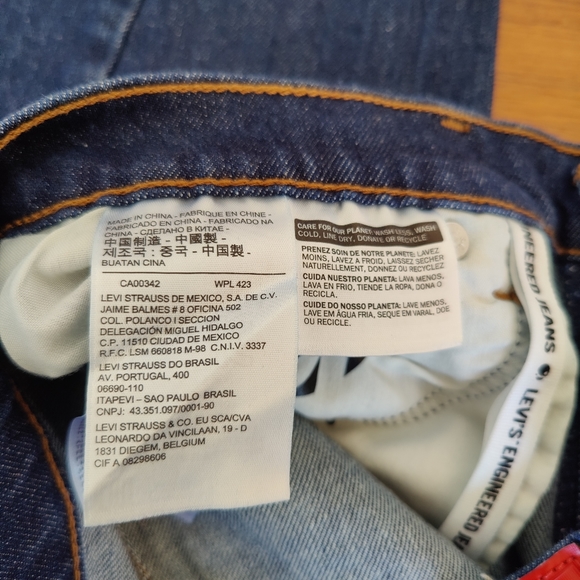 MADE IN CHINA - FABRIQUE EN CHINE -
FABRICADO EN CHINA - FABRICADO NA
CHINA - СДЕЛАНО В КИТАЕ -
中国制造 - 中國製 -
제조국: 중국 - 中国製 -
BUATAN CINA
CA00342 WPL 423
LEVI STRAUSS DE MEXICO, S.A. DE C.V.
JAIME BALMES # 8 OFICINA 502
COL. POLANCO I SECCION
DELEGACIÓN MIGUEL HIDALGO
C.P. 11510 CIUDAD DE MEXICO
R.F.C. LSM 660818 M-98 C.N.I.V. 3337
LEVI STRAUSS DO BRASIL
AV. PORTUGAL, 400
06690-110
ITAPEVI – SAO PAULO BRASIL
CNPJ: 43.351.097/0001-90
LEVI STRAUSS & CO. EU SCA/CVA
LEONARDO DA VINCILAAN, 19 - D
1831 DIEGEM, BELGIUM
CIF A 08298606
CARE FOR OUR PLANET: WASH LESS, WASH
COLD, LINE DRY, DONATE OR RECYCLE
PRENEZ SOIN DE NOTRE PLANETE: LAVEZ
MOINS, LAVEZ A FROID, LAISSEZ SÉCHER
NATURELLEMENT, DONNEZ OU RECYCLEZ
CUIDA NUESTRO PLANETA: LAVA MENOS,
LAVA EN FRIO, TIENDE LA ROPA, DONA O
RECICLA
CUIDE DO NOSSO PLANETA: LAVE MENOS,
LAVE EM ÁGUA FRIA, SEQUE EM VARAL, DOE
OU RECICLE
NEERED JEANS
LEVI'S® ENGINEERED JEANS